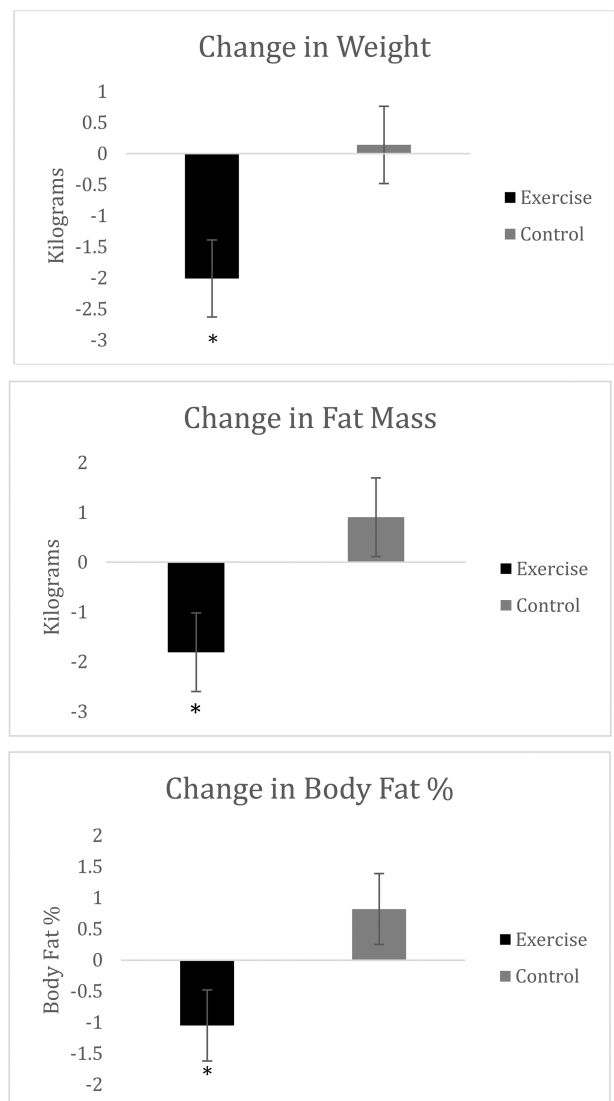 Change in Weight
1
0.5
0
-0.5
-1
-1.5
-2
-2.5
-3
Kilograms
*
Exercise
Control
Change in Fat Mass
2
1
0
-1
-2
-3
Kilograms
*
Exercise
Control
Change in Body Fat %
2
1.5
1
0.5
0
-0.5
-1
-1.5
-2
Body Fat %
*
Exercise
Control